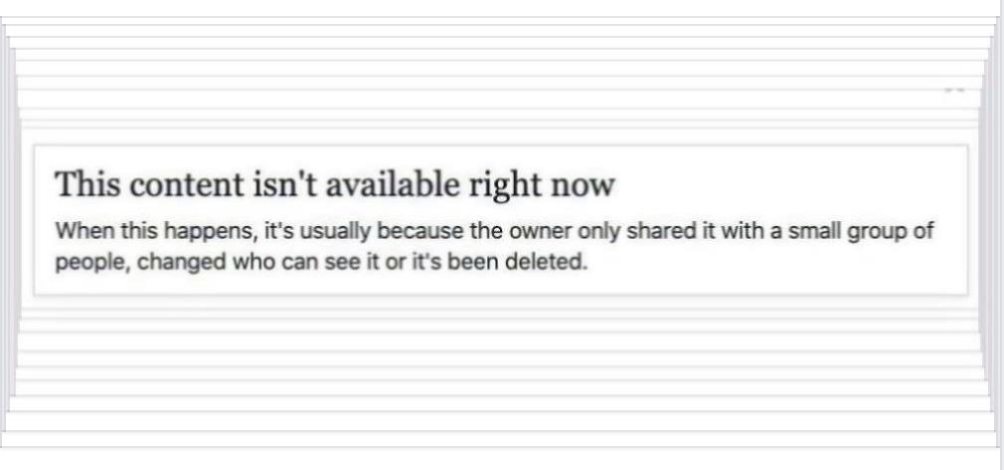 This content isn't available right now
When this happens, it's usually because the owner only shared it with a small group of
people, changed who can see it or it's been deleted.